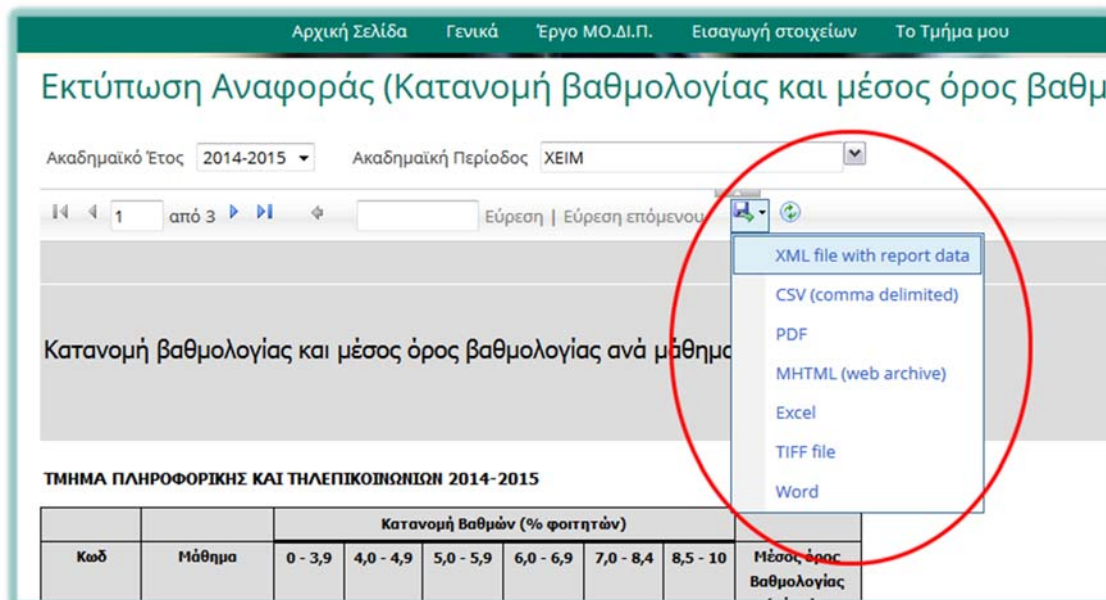 Αρχική Σελίδα Γενικά Έργο ΜΟ.ΔΙ.Π. Εισαγωγή στοιχείων Το Τμήμα μου
Εκτύπωση Αναφοράς (Κατανομή βαθμολογίας και μέσος όρος βαθμ
Ακαδημαϊκό Έτος 2014-2015 Ακαδημαϊκή Περίοδος ΧΕΙΜ
1 από 3 Εύρεση | Εύρεση επόμενου
XML file with report data
CSV (comma delimited)
PDF
MHTML (web archive)
Excel
TIFF file
Word
Κατανομή βαθμολογίας και μέσος όρος βαθμολογίας ανά μάθημα
ΤΜΗΜΑ ΠΛΗΡΟΦΟΡΙΚΗΣ ΚΑΙ ΤΗΛΕΠΙΚΟΙΝΩΝΙΩΝ 2014-2015
Κατανομή Βαθμών (% φοιτητών)
Κωδ Μάθημα 0 - 3,9 4,0 - 4,9 5,0 - 5,9 6,0 - 6,9 7,0 - 8,4 8,5 - 10 Μέσος όρος
Βαθμολογίας